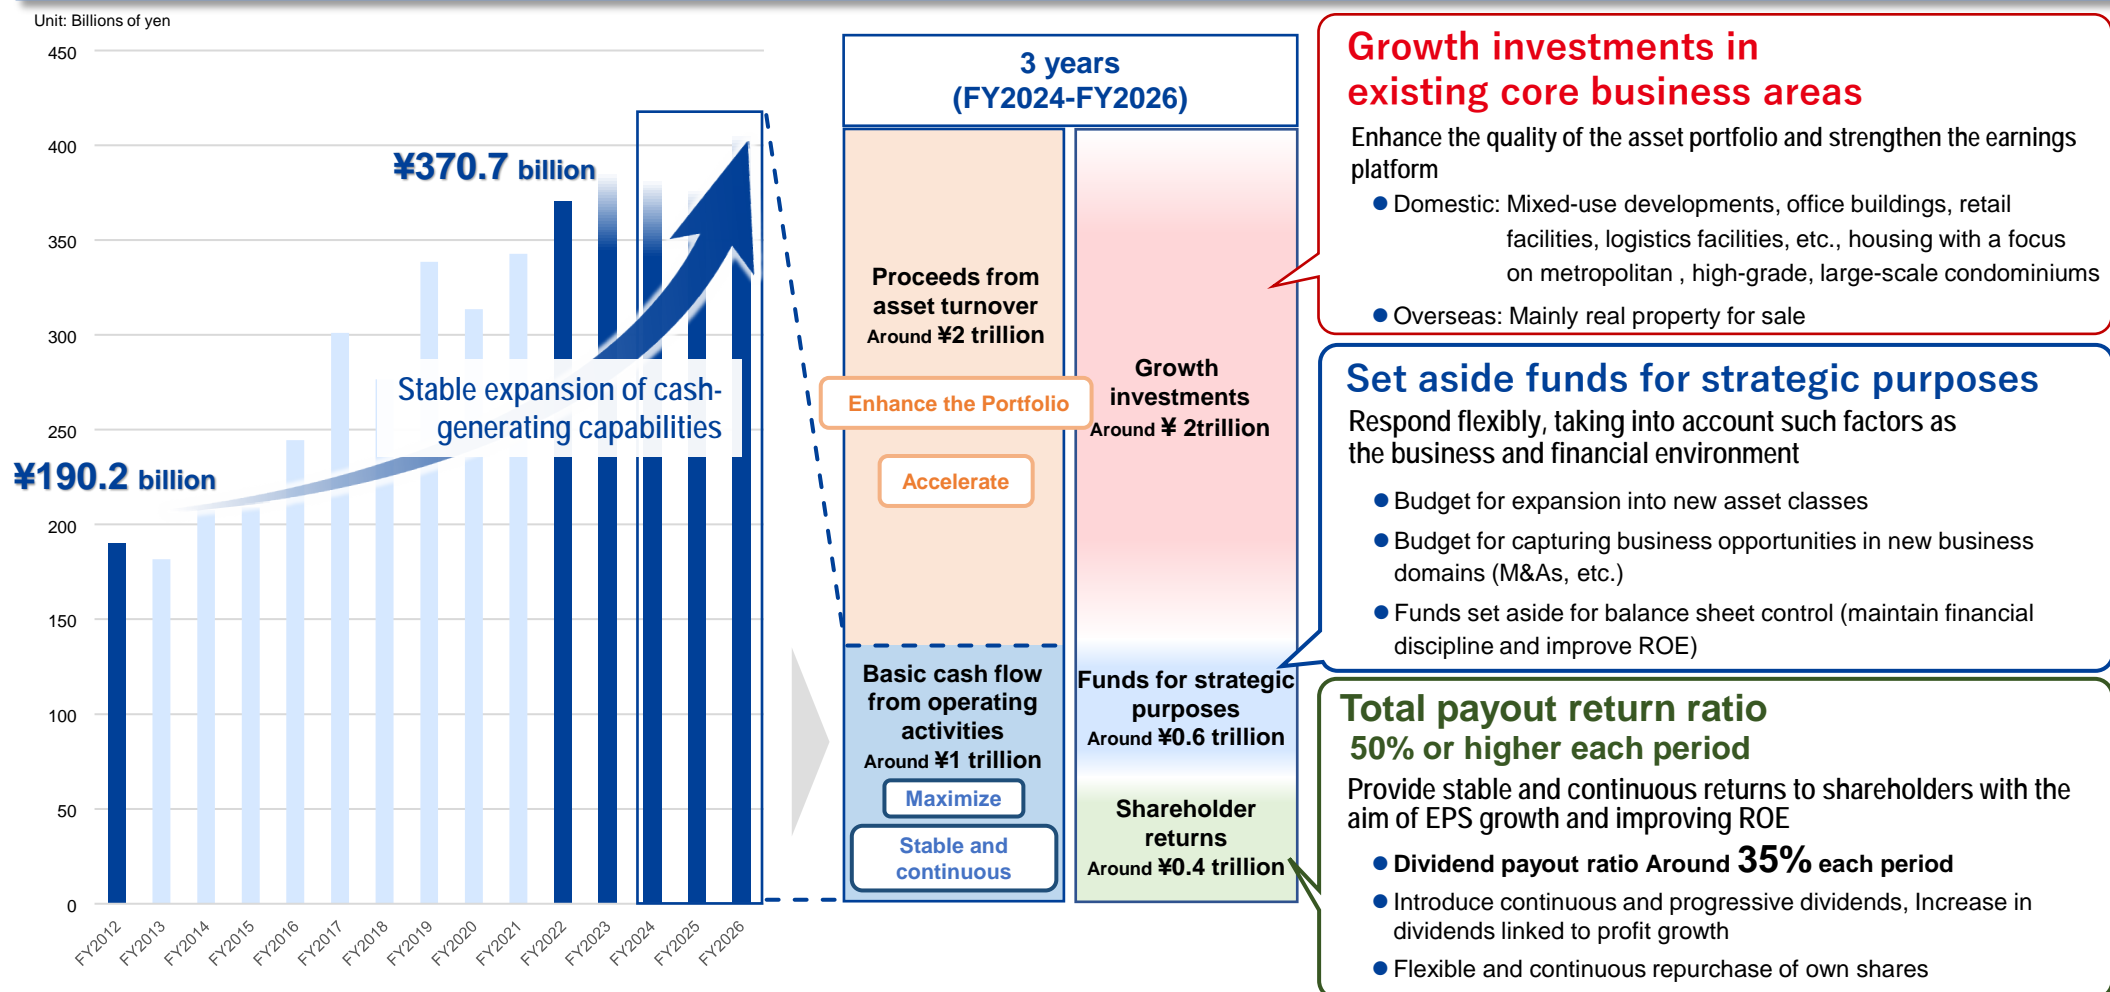 Unit: Billions of yen
450
400
350
300
250
200
150
100
50
0
¥190.2 billion
¥370.7 billion
Stable expansion of cash-
generating capabilities
FY2012
FY2013
FY2014
FY2015
FY2016
FY2017
FY2018
FY2019
FY2020
FY2021
FY2022
FY2023
FY2024
FY2025
FY2026
3 years
(FY2024-FY2026)
Proceeds from
asset turnover
Around ¥2 trillion
Enhance the Portfolio
Accelerate
Basic cash flow
from operating
activities
Around ¥1 trillion
Maximize
Stable and
continuous
Growth
investments
Around ¥ 2trillion
Funds for strategic
purposes
Around ¥0.6 trillion
Shareholder
returns
Around ¥0.4 trillion
Growth investments in
existing core business areas
Enhance the quality of the asset portfolio and strengthen the earnings
platform
● Domestic: Mixed-use developments, office buildings, retail
facilities, logistics facilities, etc., housing with a focus
on metropolitan , high-grade, large-scale condominiums
● Overseas: Mainly real property for sale
Set aside funds for strategic purposes
Respond flexibly, taking into account such factors as
the business and financial environment
● Budget for expansion into new asset classes
● Budget for capturing business opportunities in new business
domains (M&As, etc.)
● Funds set aside for balance sheet control (maintain financial
discipline and improve ROE)
Total payout return ratio
50% or higher each period
Provide stable and continuous returns to shareholders with the
aim of EPS growth and improving ROE
● Dividend payout ratio Around 35% each period
● Introduce continuous and progressive dividends, Increase in
dividends linked to profit growth
● Flexible and continuous repurchase of own shares